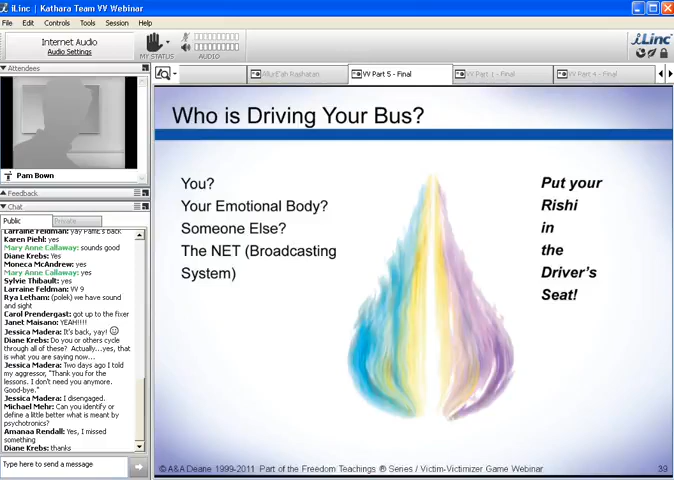 iLinc | Kathara Team VV Webinar
File Edit Control Tools Session Help
Internet Audio
Audio Settings
MY STATUS
AUDIO
iLinc
Attendees
Pam Bown
Feedback
Chat
Public
Private
Larraine Feldman: yay Pam's back
Karen Piehl: yes
Mary Anne Callaway: sounds good
Diane Krebs: Yes
Moneca McAndrew: yes
Mary Anne Callaway: yes
Sylvie Thibault: yes
Larraine Feldman: VV 9
Rya Letham: (polek) we have sound
and sight
Carol Prendergast: got up to the fixer
Janet Maisano: YEAH!!!!
Jessica Madera: It's back, yay!
Diane Krebs: Do you or others cycle
through all of these? Actually...yes, that
is what you are saying now...
Jessica Madera: Two days ago I told
my aggressor, "Thank you for the
lessons. I don't need you anymore.
Good-bye."
Jessica Madera: I disengaged.
Michael Mehr: Can you identify or
define a little better what is meant by
psychotronics?
Amanaa Rendall: Yes, I missed
something
Diane Krebs: thanks
Type here to send a message
VV Part 5 - Final
VV Part 1 - Final
VV Part 4 - Final
Who is Driving Your Bus?
You?
Your Emotional Body?
Someone Else?
The NET (Broadcasting
System)
Put your
Rishi
in
the
Driver's
Seat!
© A&A Deane 1999-2011 Part of the Freedom Teachings ® Series / Victim-Victimizer Game Webinar
39